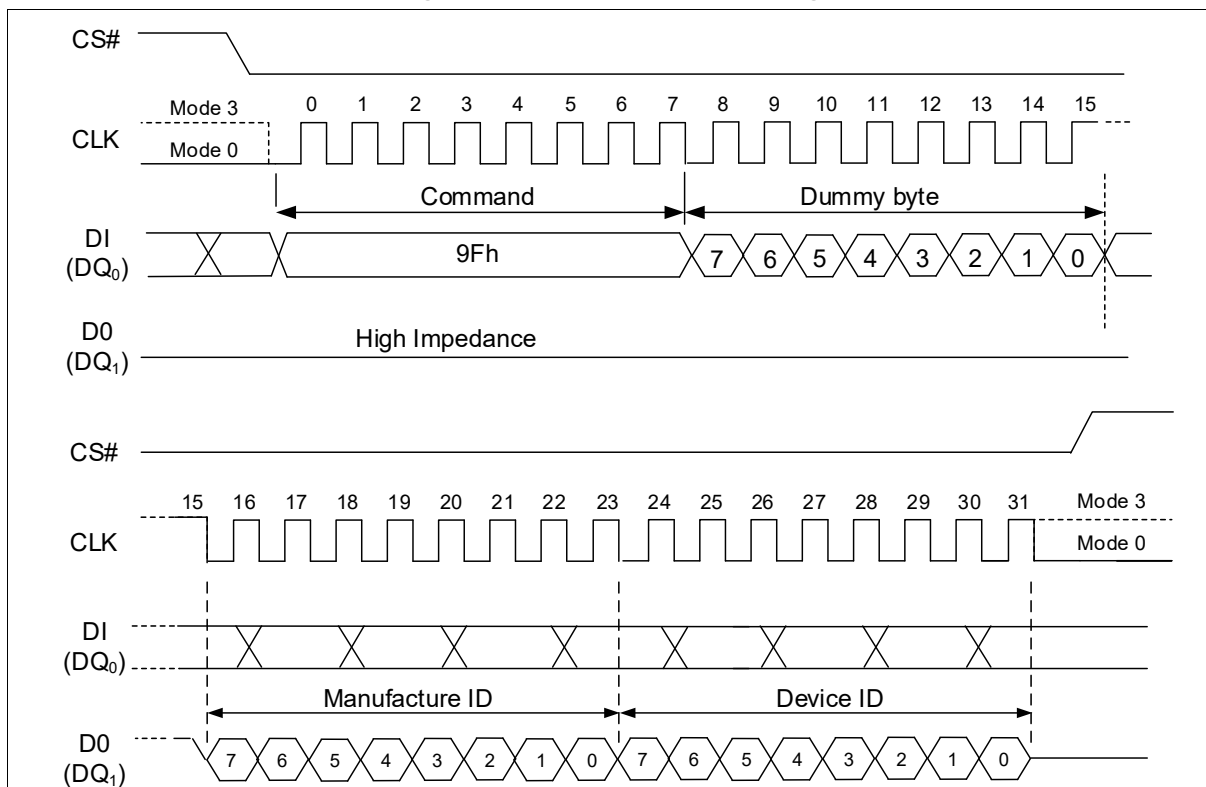 CS#
Mode 3
0 1 2 3 4 5 6 7 8 9 10 11 12 13 14 15
CLK
Mode 0
Command Dummy byte
DI
(DQ0)
9Fh 7 6 5 4 3 2 1 0
D0
(DQ1)
High Impedance
CS#
15 16 17 18 19 20 21 22 23 24 25 26 27 28 29 30 31 Mode 3
CLK
Mode 0
DI
(DQ0)
Manufacture ID Device ID
D0
(DQ1)
7 6 5 4 3 2 1 0 7 6 5 4 3 2 1 0